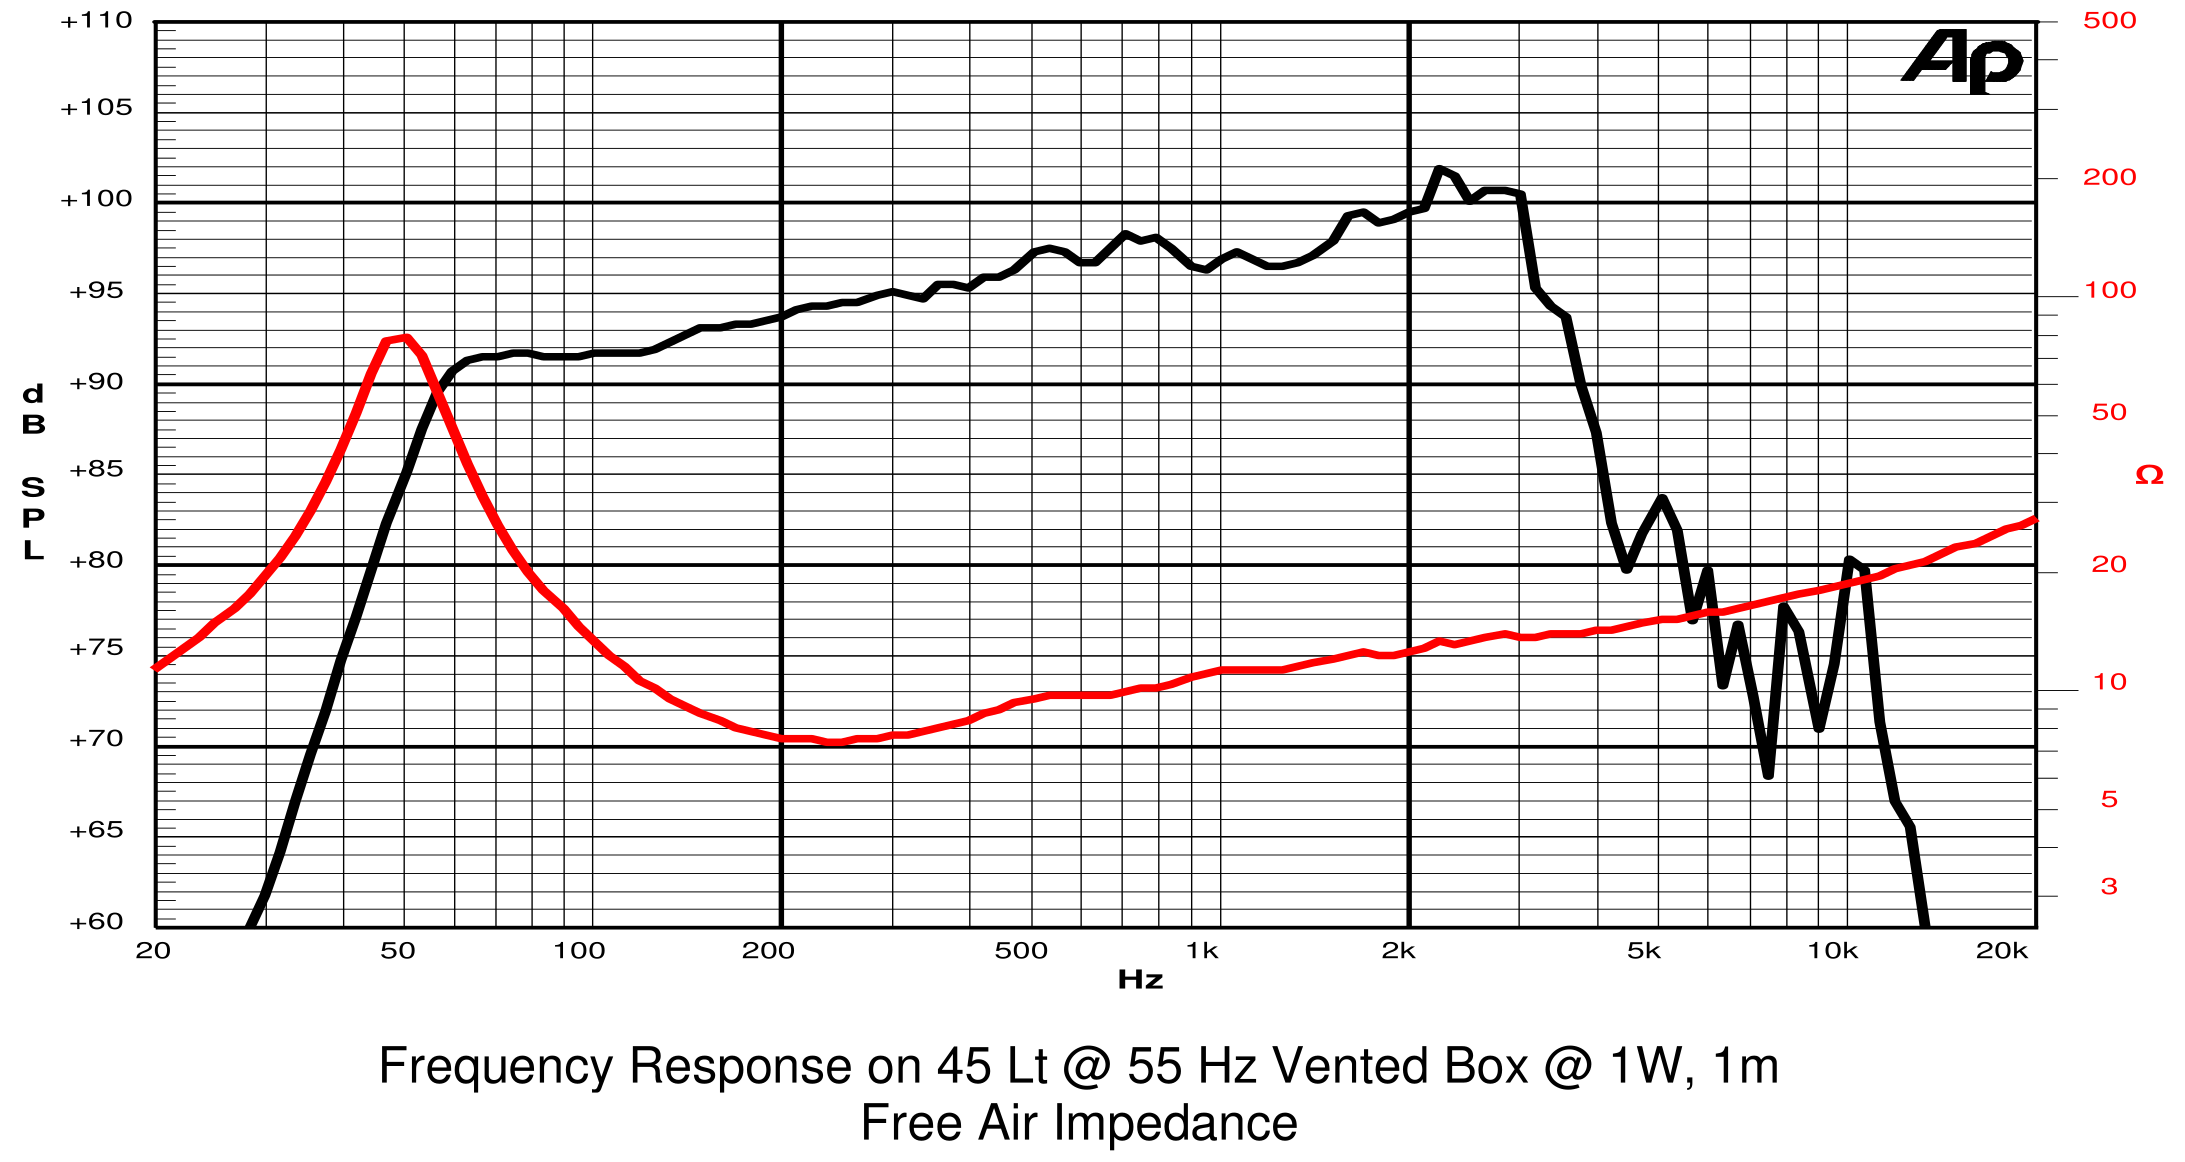 +110
+105
+100
+95
+90
+85
+80
+75
+70
+65
+60
d
B
S
P
L
Ap
500
200
100
50
20
10
5
3
Ω
20 50 100 200 500 1k 2k 5k 10k 20k
Hz
Frequency Response on 45 Lt @ 55 Hz Vented Box @ 1W, 1m
Free Air Impedance